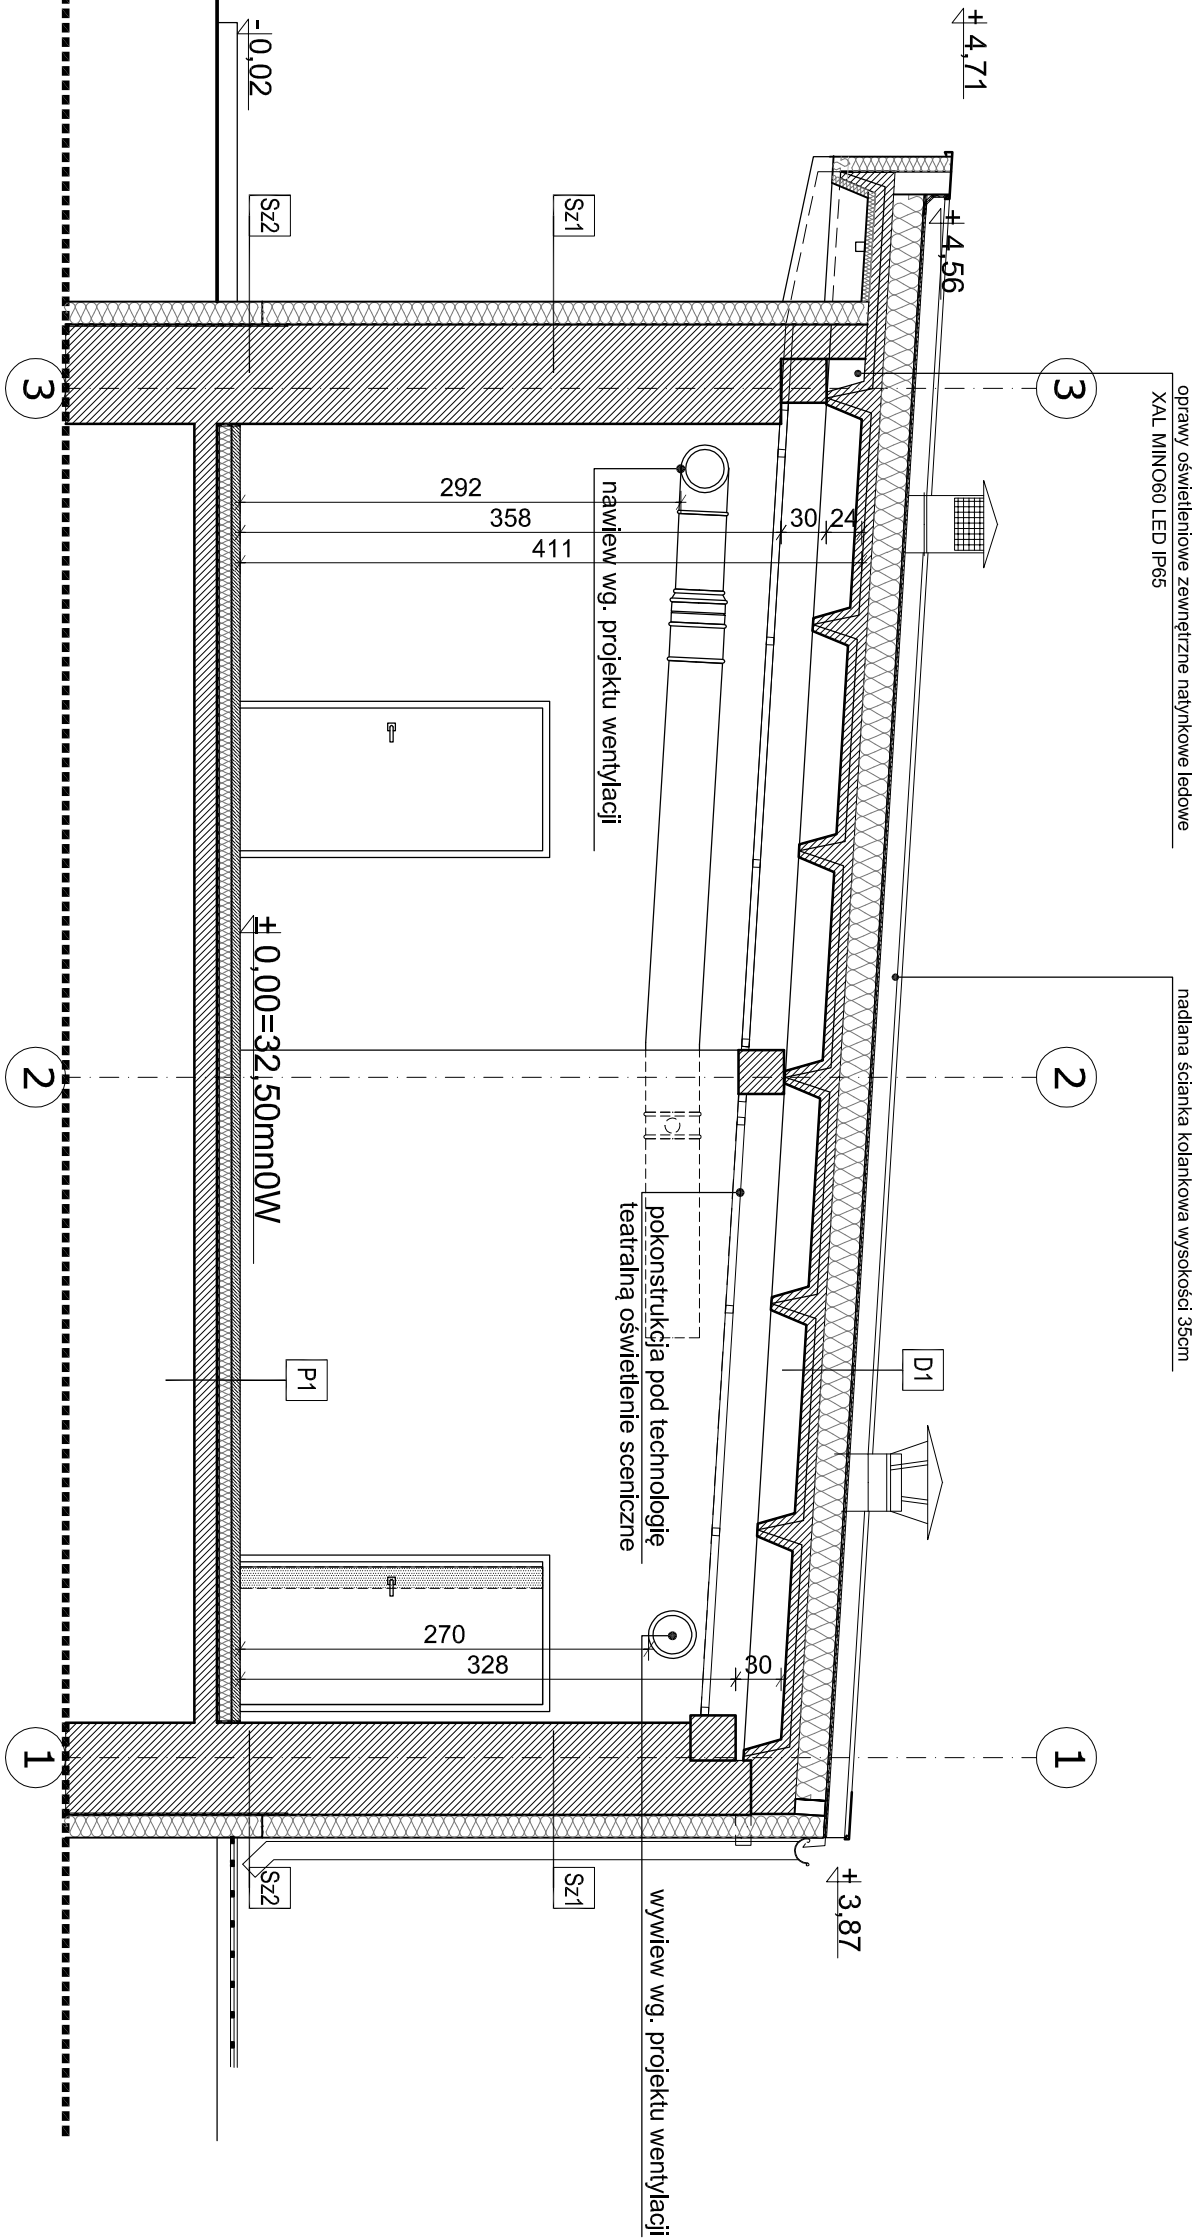 oprawy oświetleniowe zewnętrzne natynkowe ledowe
XAL MINO60 LED IP65
nadlana ścianka kolankowa wysokości 35cm
+ 4,71
+ 4,56
3
2
1
D1
+ 3,87
30
24
358
292
411
nawiew wg. projektu wentylacji
pokonstrukcja pod technologię
teatralną oświetlenie sceniczne
30
328
270
wywiew wg. projektu wentylacji
Sz1
Sz1
Sz2
Sz2
P1
- 0,02
± 0,00=32,50mn0W
3
2
1